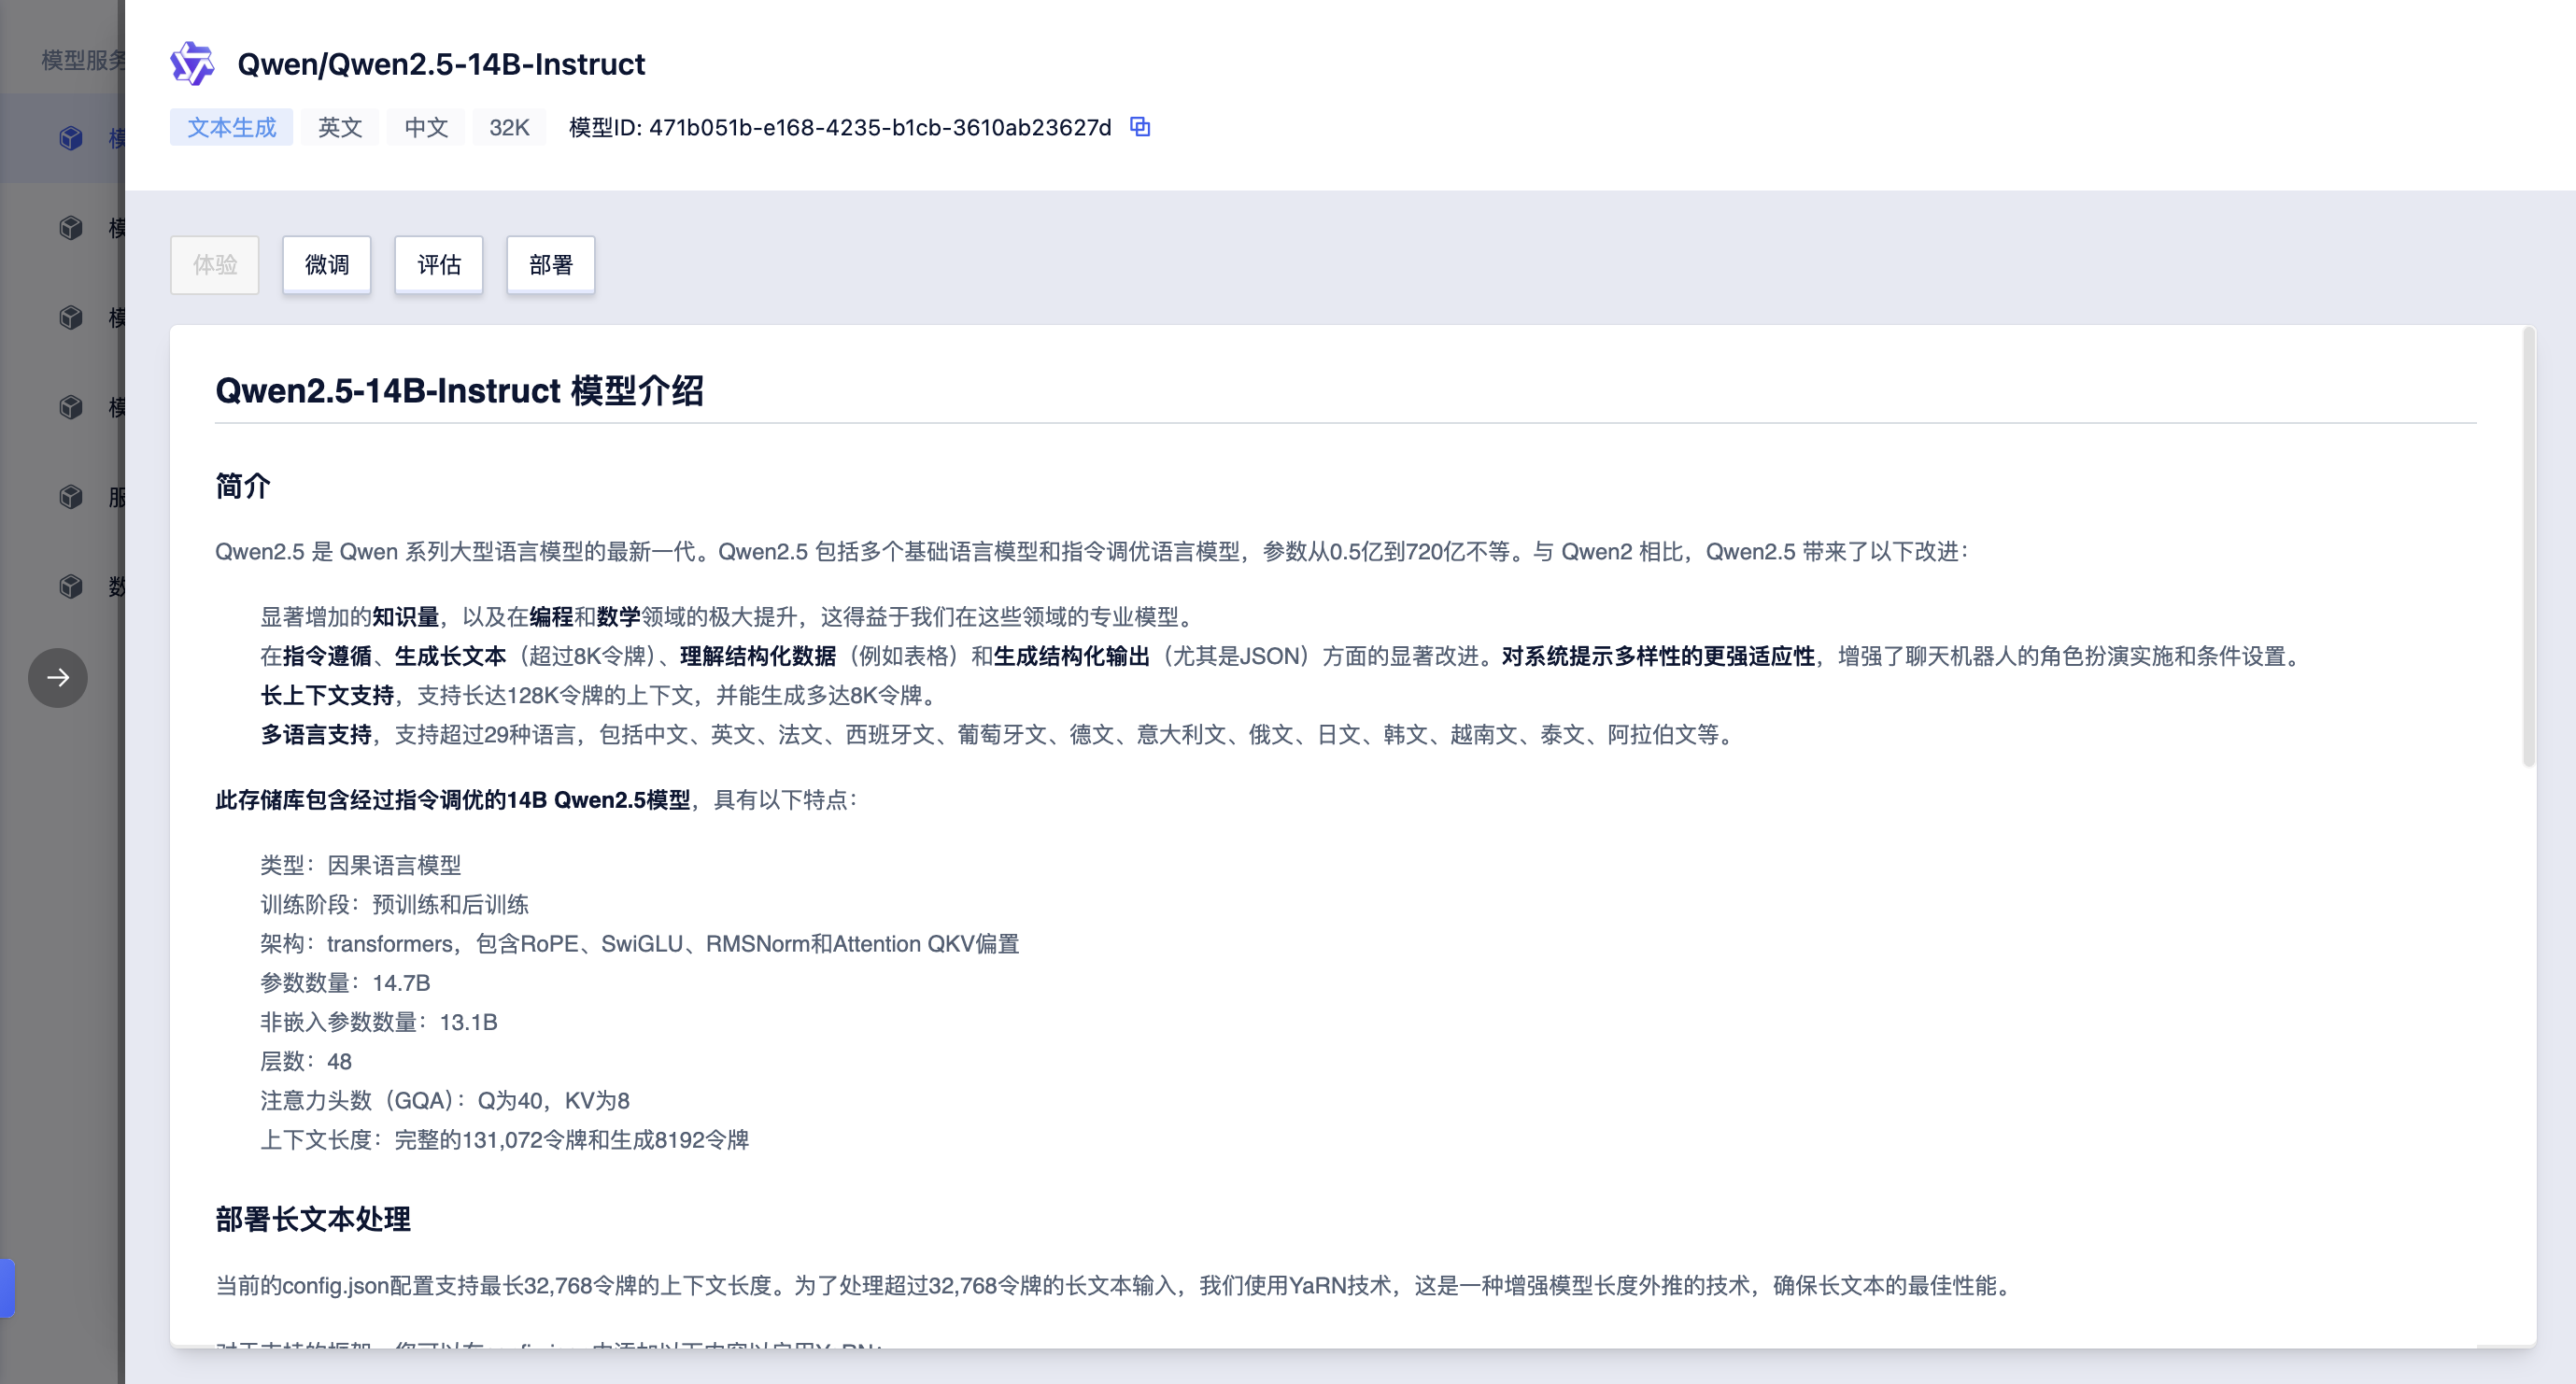 模型服务
Qwen/Qwen2.5-14B-Instruct
文本生成 英文 中文 32K 模型ID: 471b051b-e168-4235-b1cb-3610ab23627d
模
模
模
模
服
数
体验 微调 评估 部署
Qwen2.5-14B-Instruct 模型介绍
简介
Qwen2.5 是 Qwen 系列大型语言模型的最新一代。Qwen2.5 包括多个基础语言模型和指令调优语言模型，参数从0.5亿到720亿不等。与 Qwen2 相比，Qwen2.5 带来了以下改进：
显著增加的知识量，以及在编程和数学领域的极大提升，这得益于我们在这些领域的专业模型。
在指令遵循、生成长文本（超过8K令牌）、理解结构化数据（例如表格）和生成结构化输出（尤其是JSON）方面的显著改进。对系统提示多样性的更强适应性，增强了聊天机器人的角色扮演实施和条件设置。
长上下文支持，支持长达128K令牌的上下文，并能生成多达8K令牌。
多语言支持，支持超过29种语言，包括中文、英文、法文、西班牙文、葡萄牙文、德文、意大利文、俄文、日文、韩文、越南文、泰文、阿拉伯文等。
此存储库包含经过指令调优的14B Qwen2.5模型，具有以下特点：
类型：因果语言模型
训练阶段：预训练和后训练
架构：transformers，包含RoPE、SwiGLU、RMSNorm和Attention QKV偏置
参数数量：14.7B
非嵌入参数数量：13.1B
层数：48
注意力头数（GQA）：Q为40，KV为8
上下文长度：完整的131,072令牌和生成8192令牌
部署长文本处理
当前的config.json配置支持最长32,768令牌的上下文长度。为了处理超过32,768令牌的长文本输入，我们使用YaRN技术，这是一种增强模型长度外推的技术，确保长文本的最佳性能。